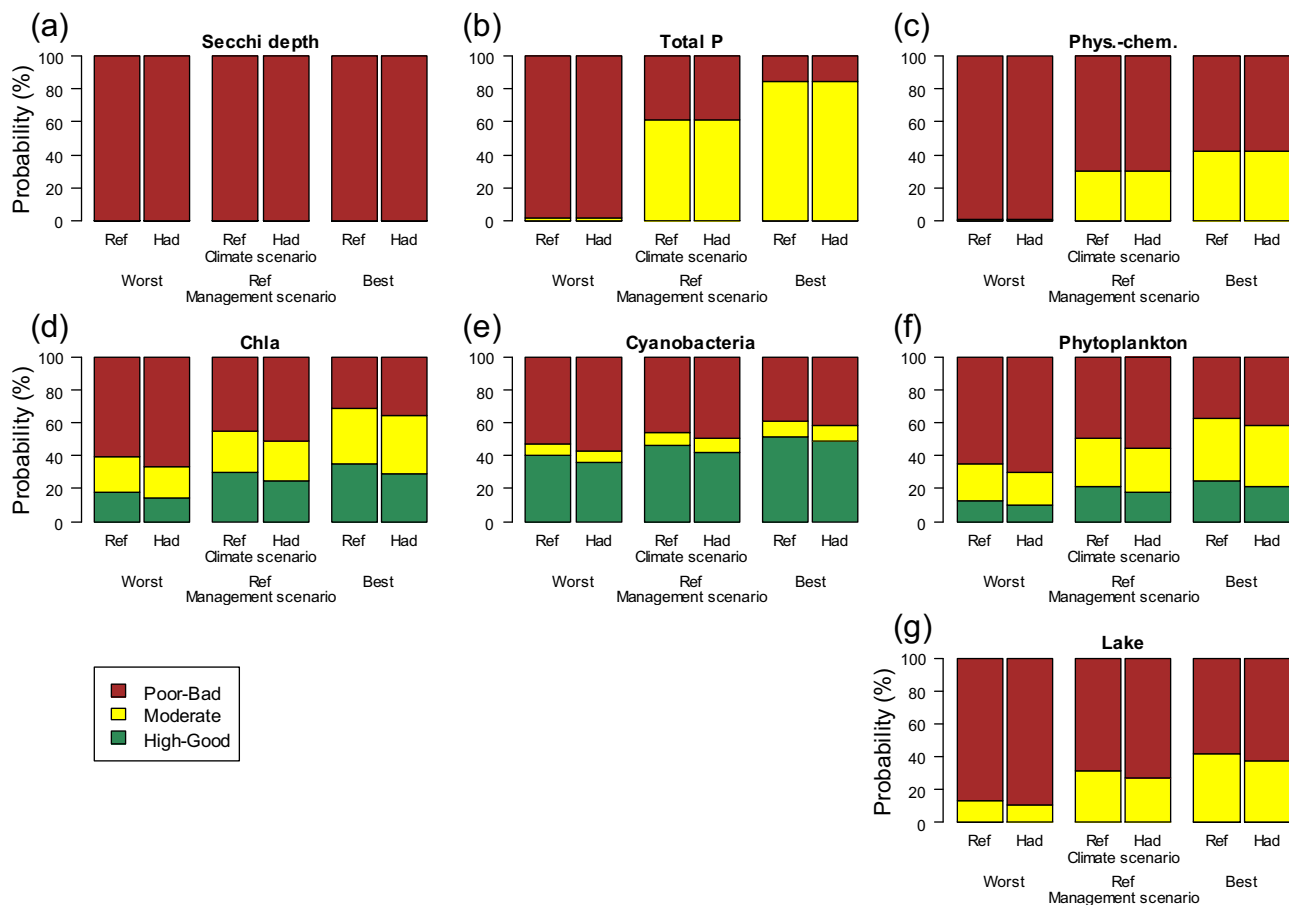 (a)
Secchi depth
Probability (%)
100
80
60
40
20
0
Ref Had Ref Had Ref Had
Climate scenario
Worst Ref Best
Management scenario
(b)
Total P
100
80
60
40
20
0
Ref Had Ref Had Ref Had
Climate scenario
Worst Ref Best
Management scenario
(c)
Phys.-chem.
100
80
60
40
20
0
Ref Had Ref Had Ref Had
Climate scenario
Worst Ref Best
Management scenario
(d)
Chla
Probability (%)
100
80
60
40
20
0
Ref Had Ref Had Ref Had
Climate scenario
Worst Ref Best
Management scenario
(e)
Cyanobacteria
100
80
60
40
20
0
Ref Had Ref Had Ref Had
Climate scenario
Worst Ref Best
Management scenario
(f)
Phytoplankton
100
80
60
40
20
0
Ref Had Ref Had Ref Had
Climate scenario
Worst Ref Best
Management scenario
Poor-Bad
Moderate
High-Good
(g)
Lake
Probability (%)
100
80
60
40
20
0
Ref Had Ref Had Ref Had
Climate scenario
Worst Ref Best
Management scenario